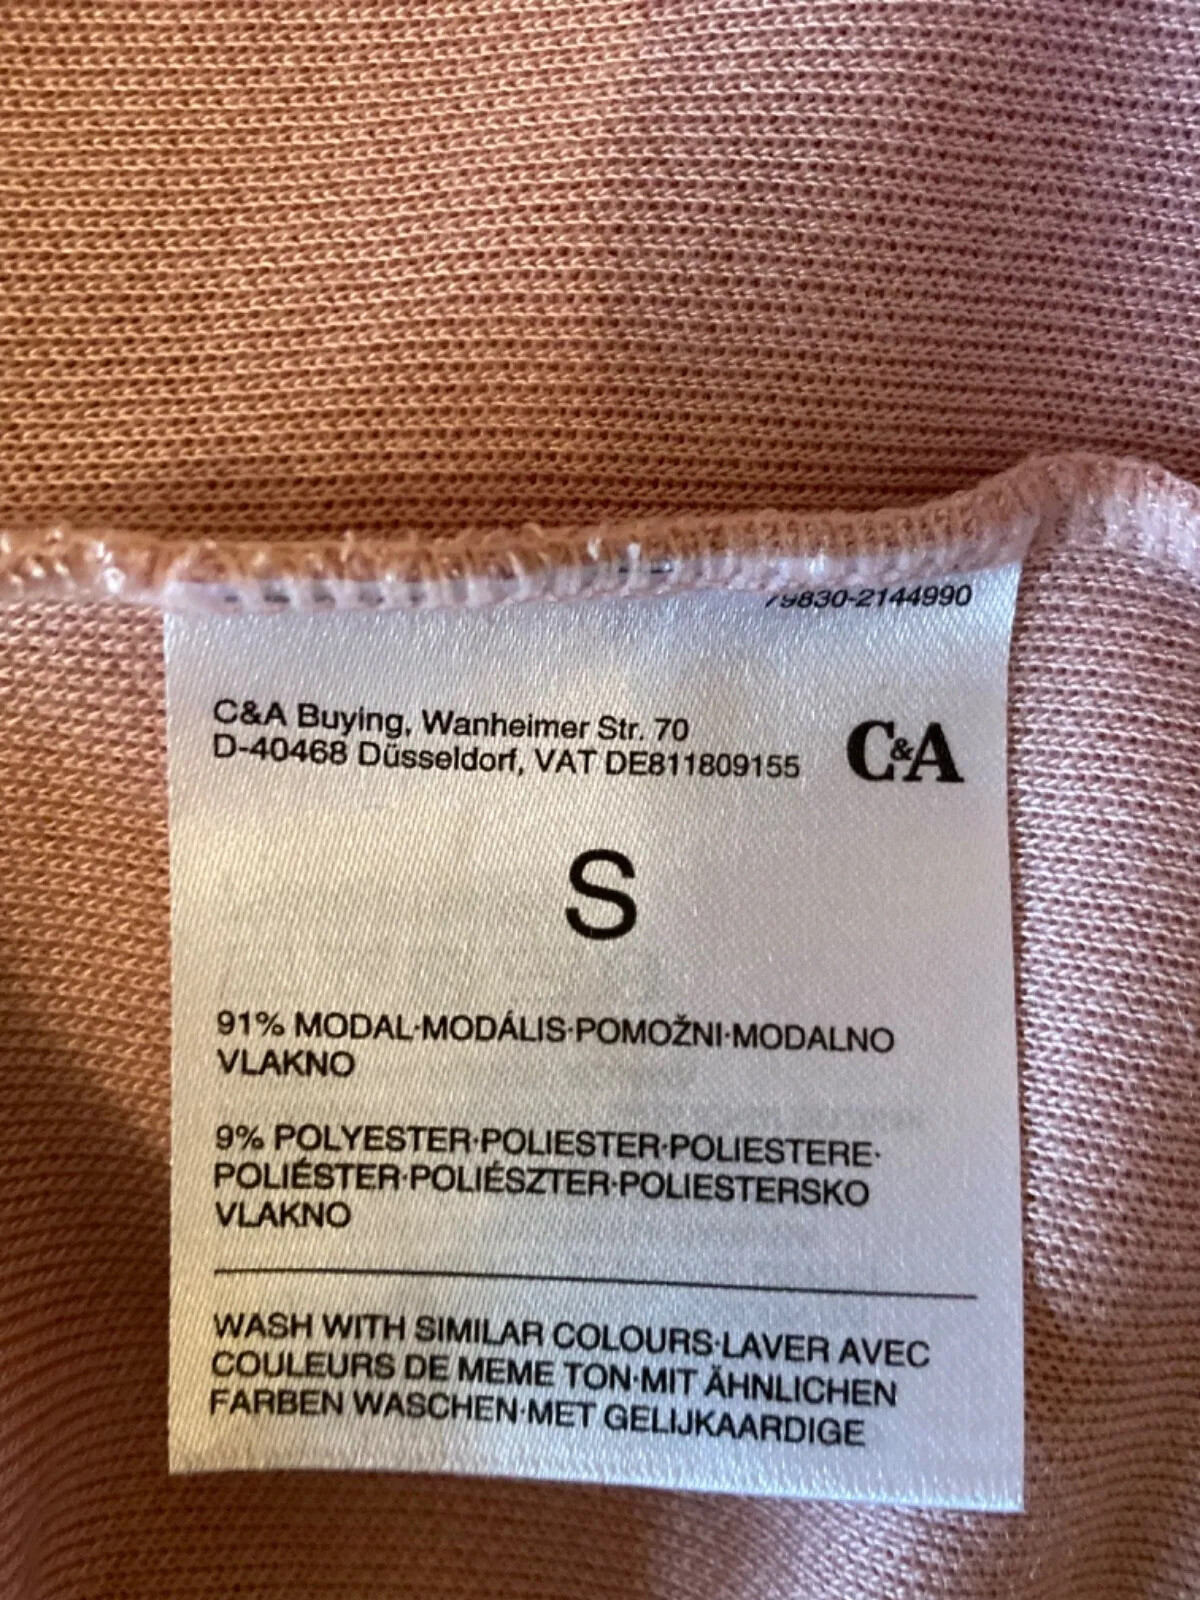 79830-2144990
C&A Buying, Wanheimer Str. 70
D-40468 Düsseldorf, VAT DE811809155
C&A
S
91% MODAL·MODÁLIS·POMOŽNI·MODALNO
VLAKNO
9% POLYESTER·POLIESTER·POLIESTERE·
POLIÉSTER·POLIÉSZTER·POLIESTERSKO
VLAKNO
WASH WITH SIMILAR COLOURS·LAVER AVEC
COULEURS DE MEME TON·MIT ÄHNLICHEN
FARBEN WASCHEN·MET GELIJKAARDIGE